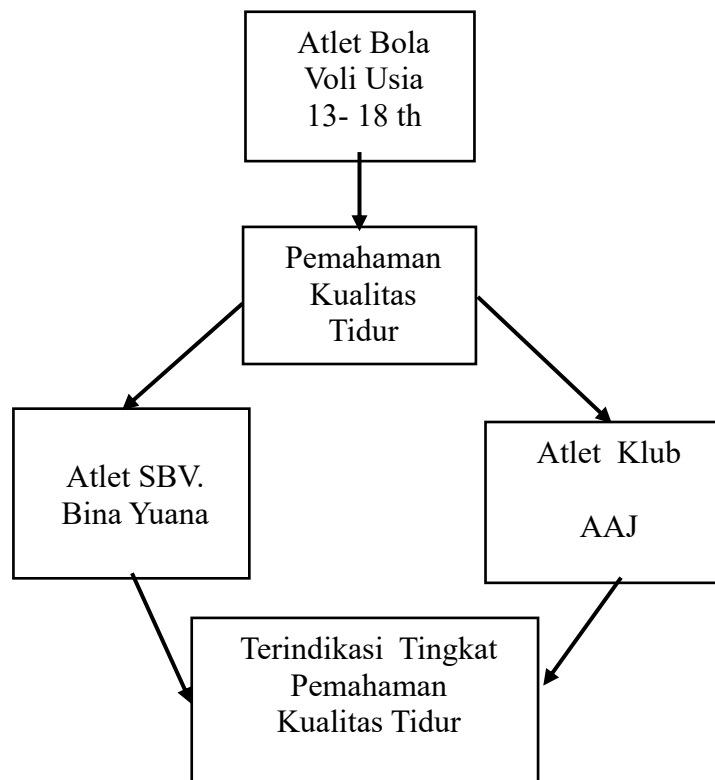 Atlet Bola
Voli Usia
13- 18 th
Pemahaman
Kualitas
Tidur
Atlet SBV.
Bina Yuana
Atlet  Klub
AAJ
Terindikasi  Tingkat
Pemahaman
Kualitas Tidur